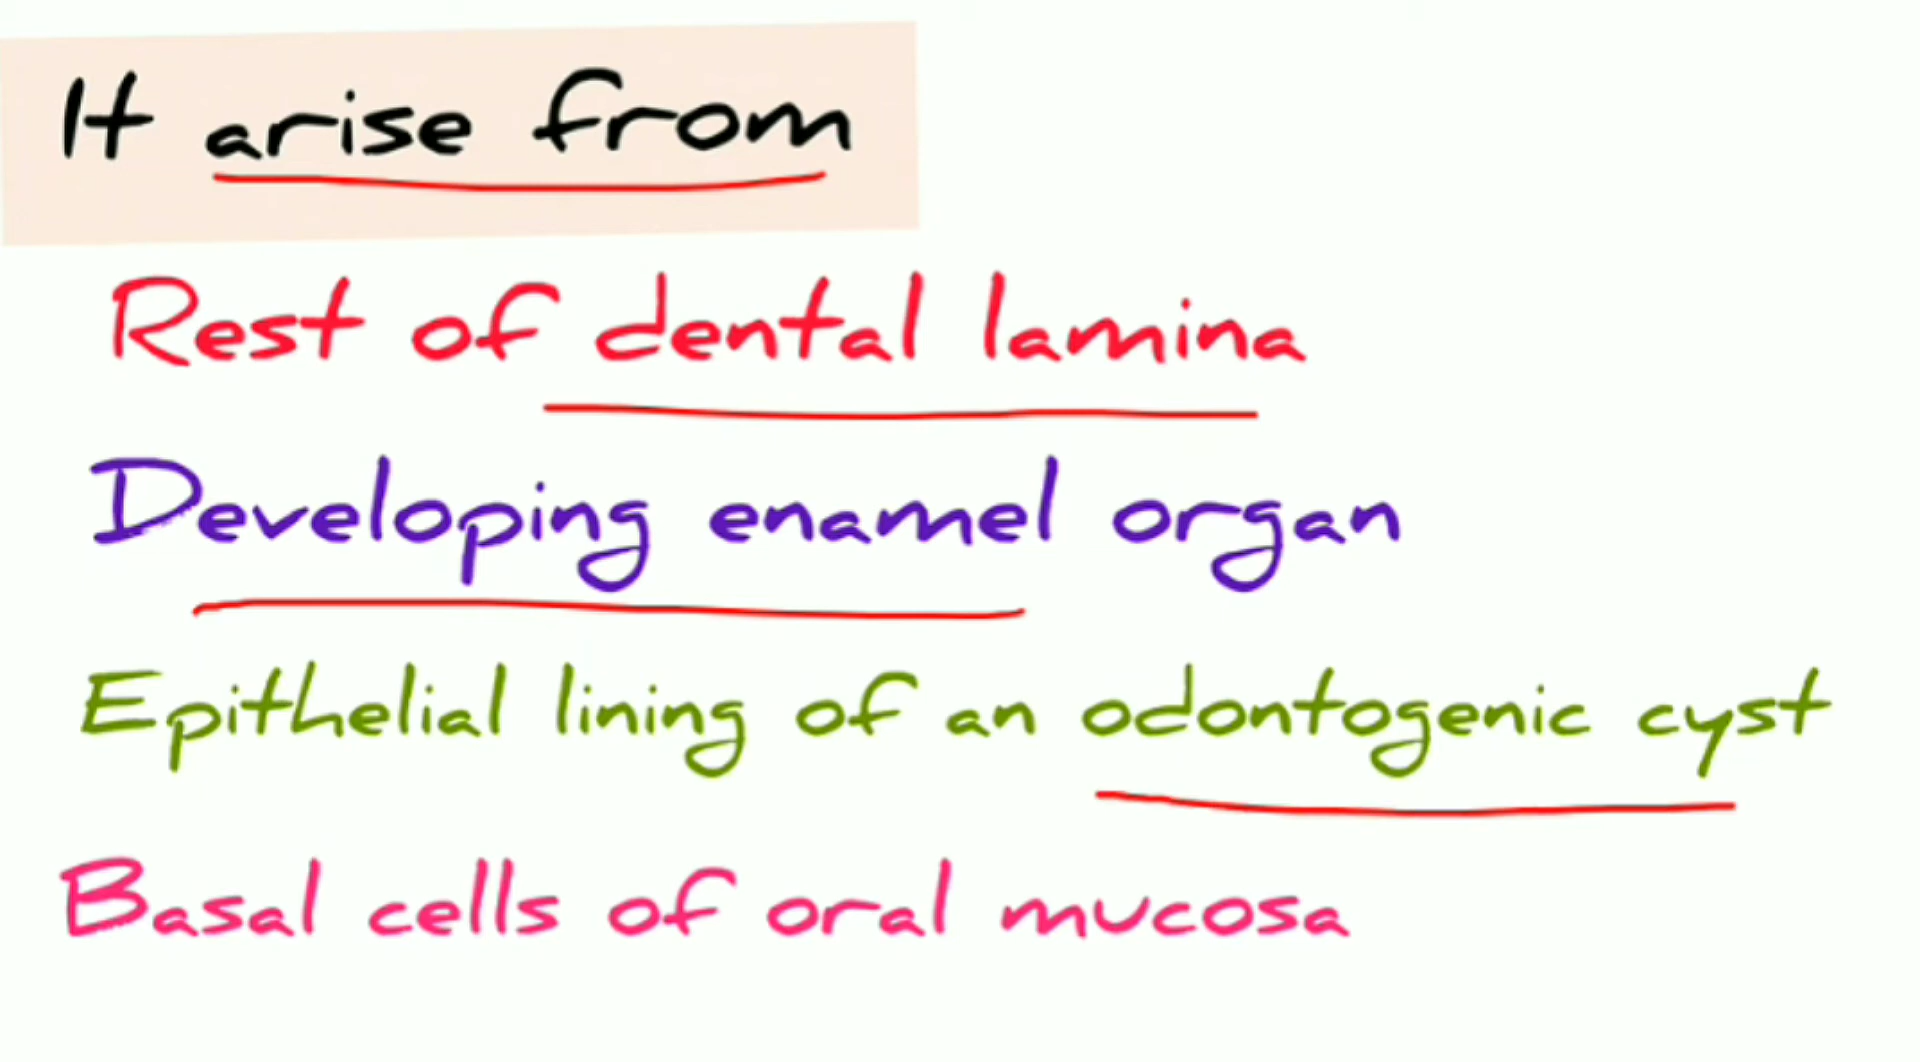 It arise from
Rest of dental lamina
Developing enamel organ
Epithelial lining of an odontogenic cyst
Basal cells of oral mucosa